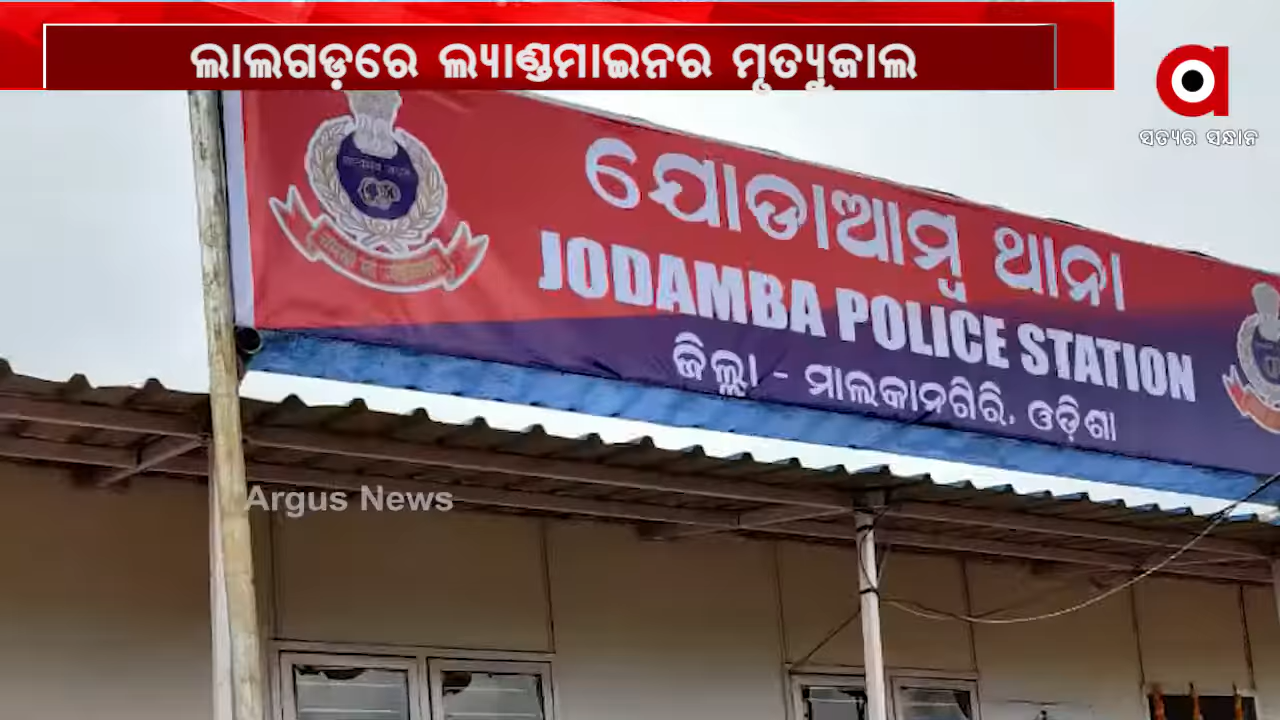 ଲାଲଗଡ଼ରେ ଲ୍ୟାଣ୍ଡମାଇନର ମୃତ୍ୟୁଜାଲ
ସତ୍ୟର ସନ୍ଧାନ
ଯୋଡାଆମ୍ବ ଥାନା
JODAMBA POLICE STATION
ଜିଲ୍ଲା - ମାଲକାନଗିରି, ଓଡ଼ିଶା
Argus News